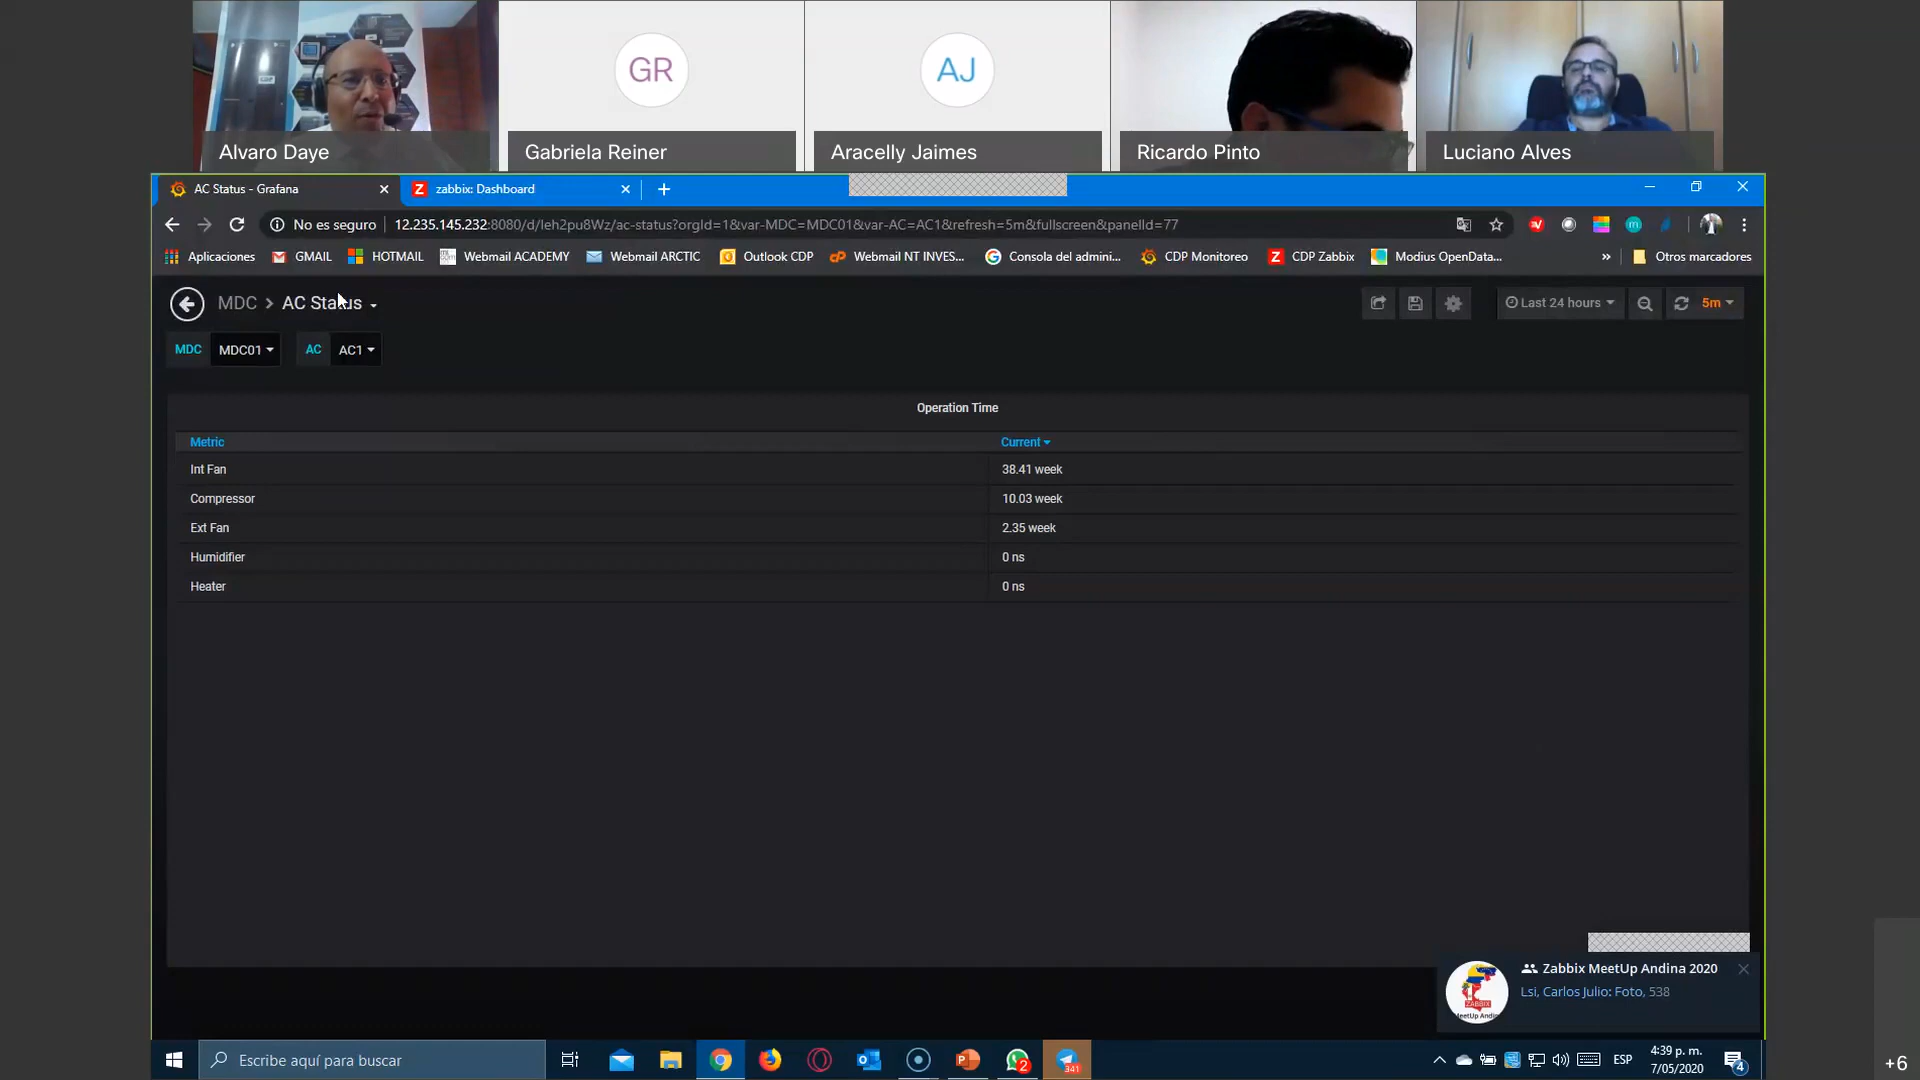 GR
AJ
Alvaro Daye
Gabriela Reiner
Aracelly Jaimes
Ricardo Pinto
Luciano Alves
AC Status - Grafana
Z zabbix: Dashboard
No es seguro
12.235.145.232:8080/d/leh2pu8Wz/ac-status?orgId=1&var-MDC=MDC01&var-AC=AC1&refresh=5m&fullscreen&panelId=77
Aplicaciones
GMAIL
HOTMAIL
Webmail ACADEMY
Webmail ARCTIC
Outlook CDP
Webmail NT INVES...
Consola del admini...
CDP Monitoreo
Z CDP Zabbix
Modius OpenData...
»
Otros marcadores
MDC > AC Status
Last 24 hours
5m
MDC MDC01
AC AC1
Operation Time
Metric Current
Int Fan 38.41 week
Compressor 10.03 week
Ext Fan 2.35 week
Humidifier 0 ns
Heater 0 ns
Zabbix MeetUp Andina 2020
Lsi, Carlos Julio: Foto, 538
ZABBIX
Escribe aquí para buscar
2
341
ESP
4:39 p. m.
7/05/2020
4
+6